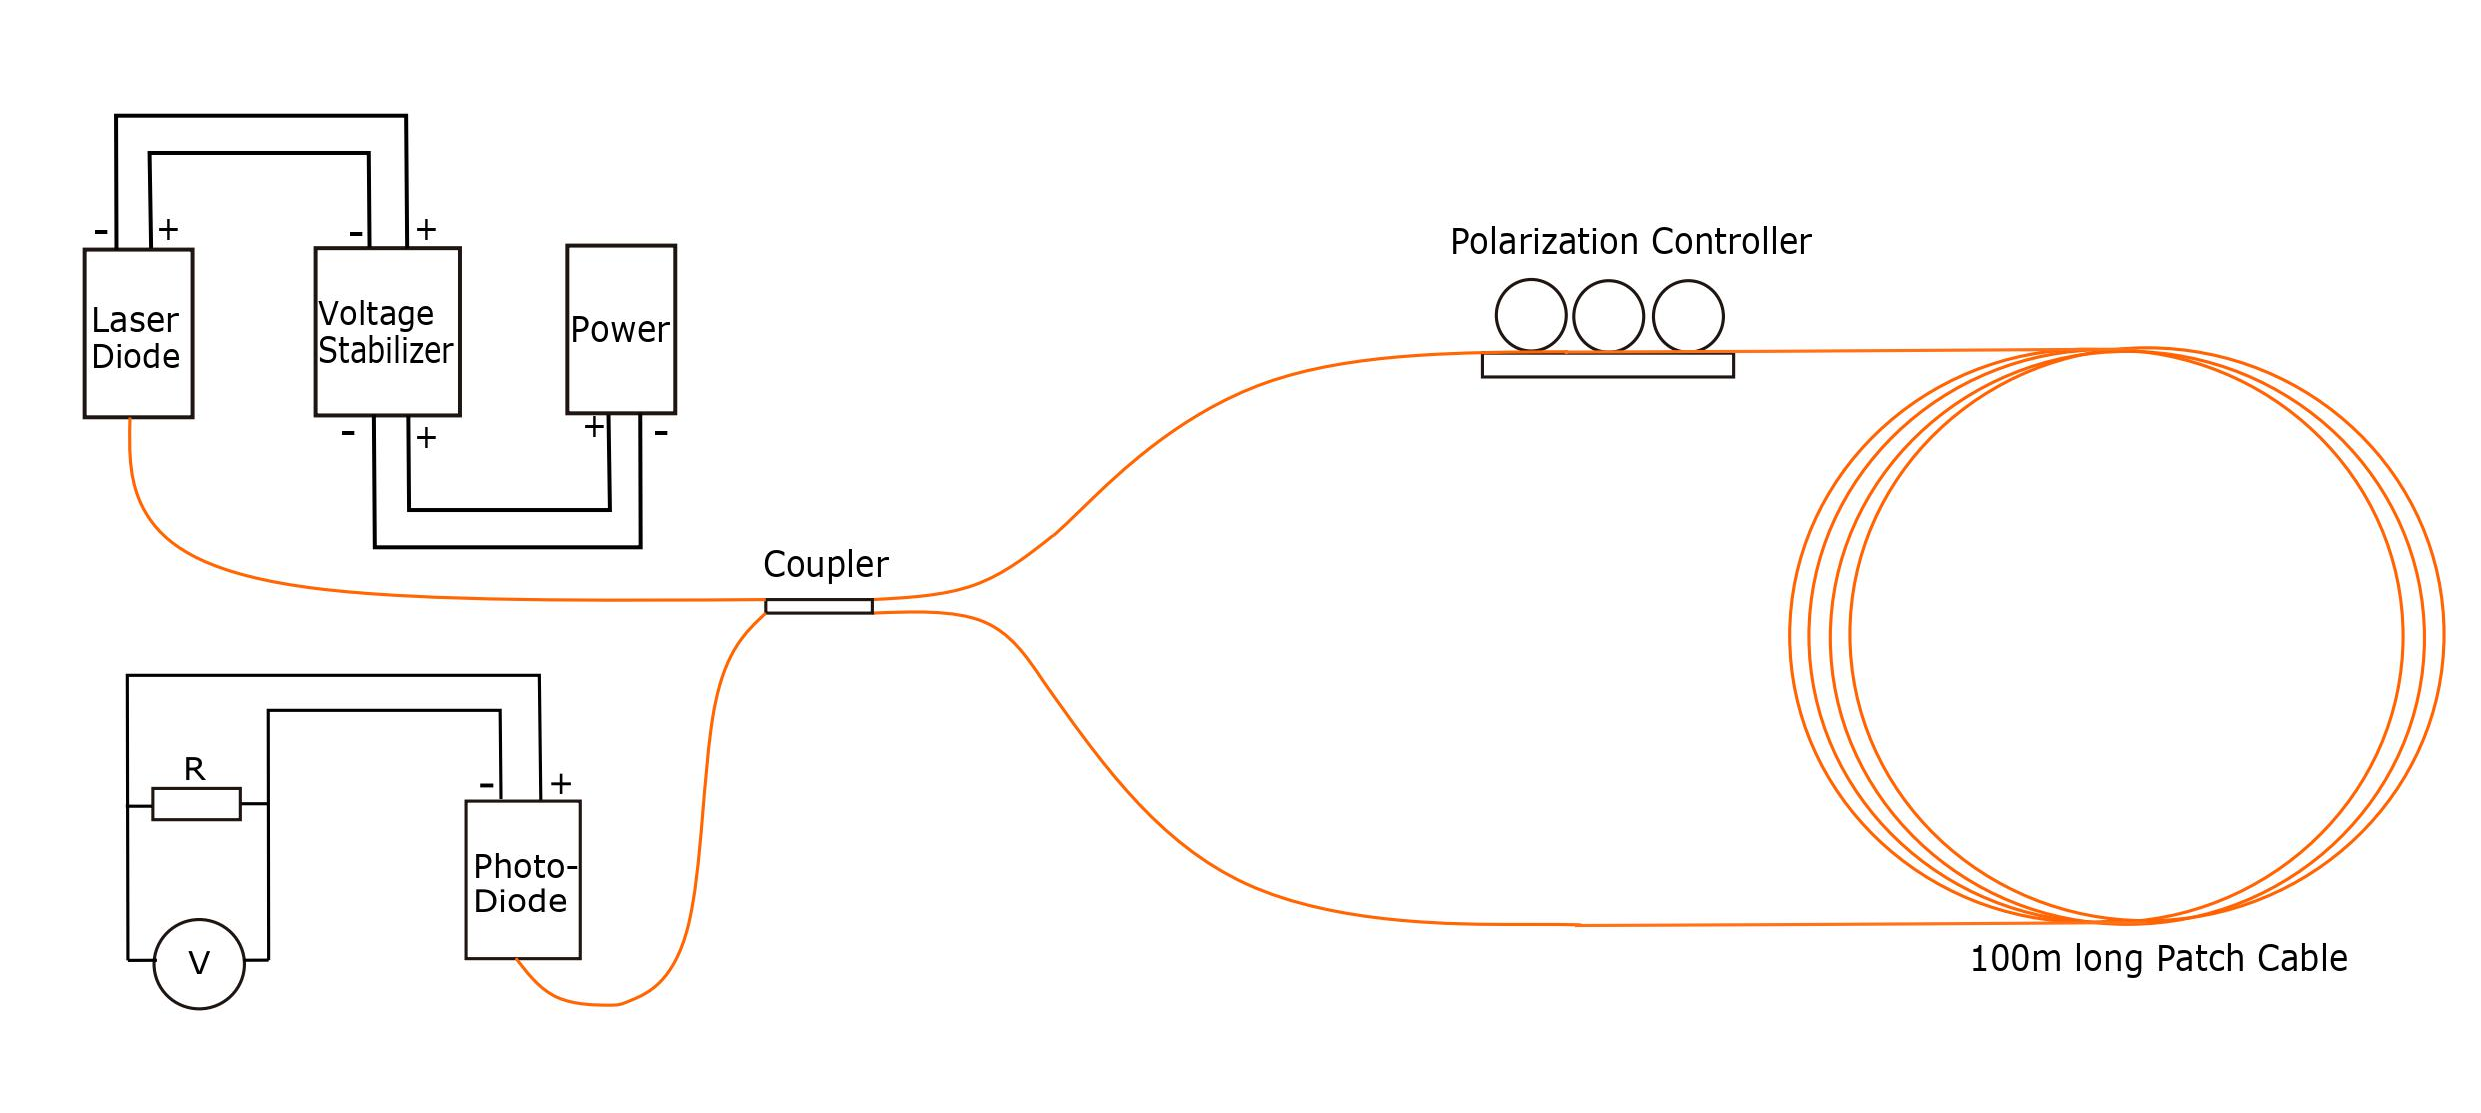 - +
- +
Laser
Diode
Voltage
Stabilizer
Power
- +
+ -
Polarization Controller
Coupler
R
- +
Photo-
Diode
V
100m long Patch Cable